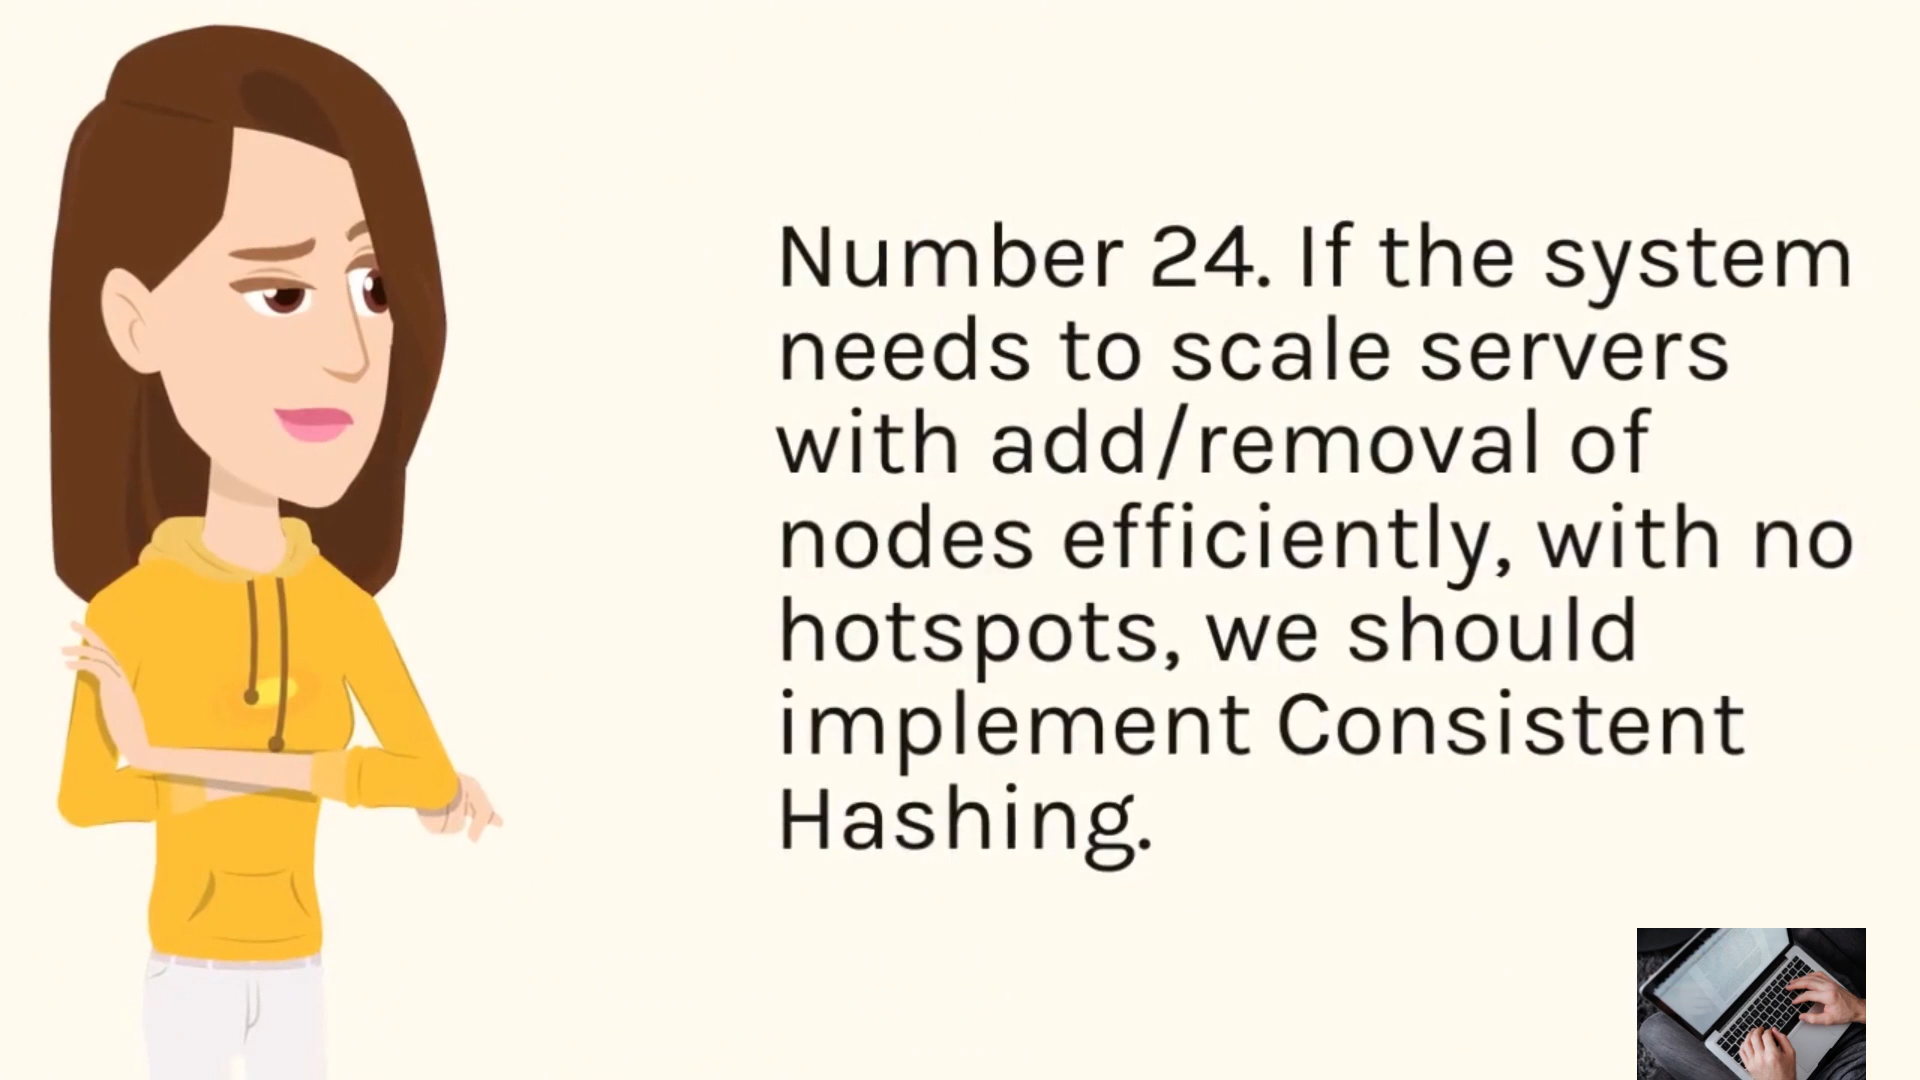 Number 24. If the system
needs to scale servers
with add/removal of
nodes efficiently, with no
hotspots, we should
implement Consistent
Hashing.